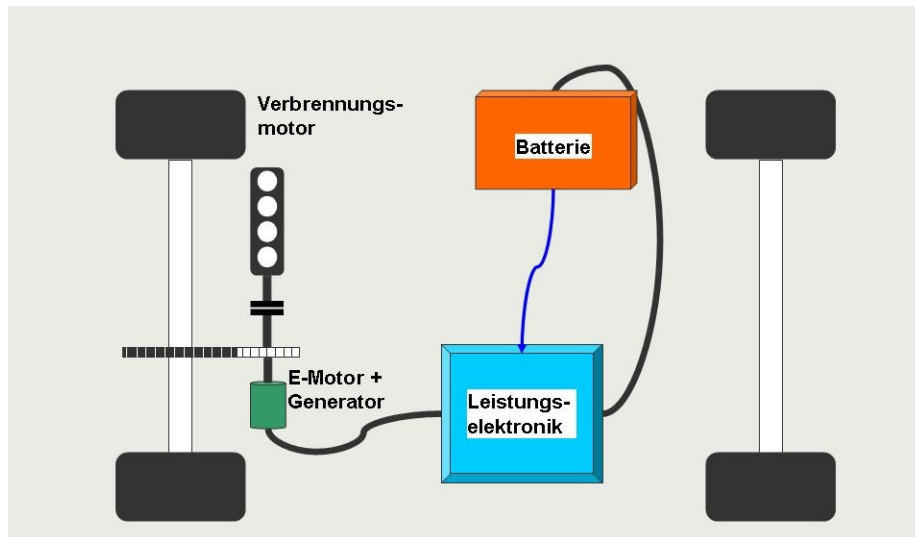 Verbrennungs-
motor
Batterie
E-Motor +
Generator
Leistungs-
elektronik